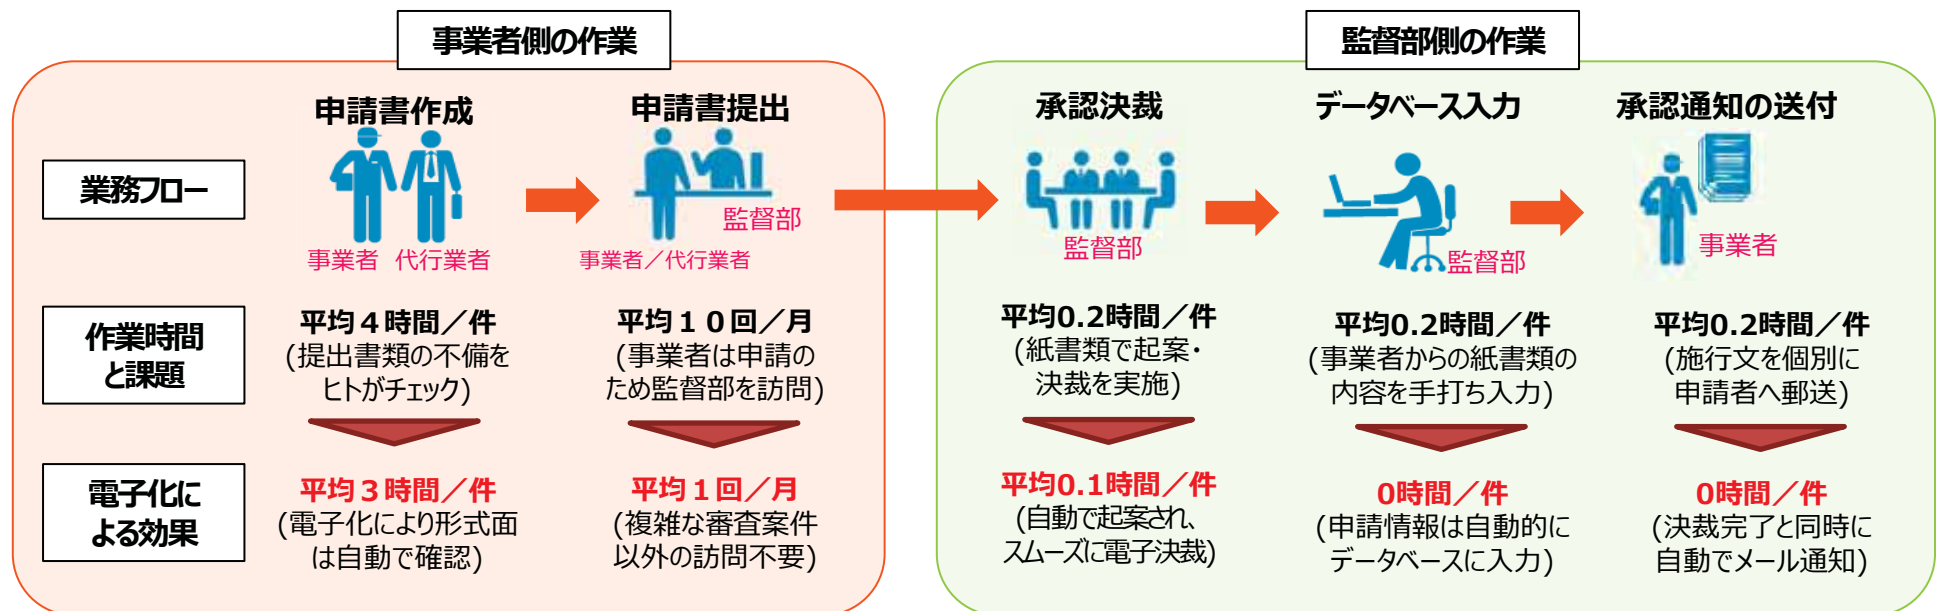 事業者側の作業
監督部側の作業
申請書作成
申請書提出
承認決裁
データベース入力
承認通知の送付
業務フロー
事業者 代行業者
監督部
事業者／代行業者
監督部
監督部
事業者
作業時間
と課題
平均４時間／件
(提出書類の不備を
ヒトがチェック)
平均１０回／月
(事業者は申請の
ため監督部を訪問)
平均0.2時間／件
(紙書類で起案・
決裁を実施)
平均0.2時間／件
(事業者からの紙書類の
内容を手打ち入力)
平均0.2時間／件
(施行文を個別に
申請者へ郵送)
電子化に
よる効果
平均３時間／件
(電子化により形式面
は自動で確認)
平均１回／月
(複雑な審査案件
以外の訪問不要)
平均0.1時間／件
(自動で起案され、
スムーズに電子決裁)
0時間／件
(申請情報は自動的に
データベースに入力)
0時間／件
(決裁完了と同時に
自動でメール通知)